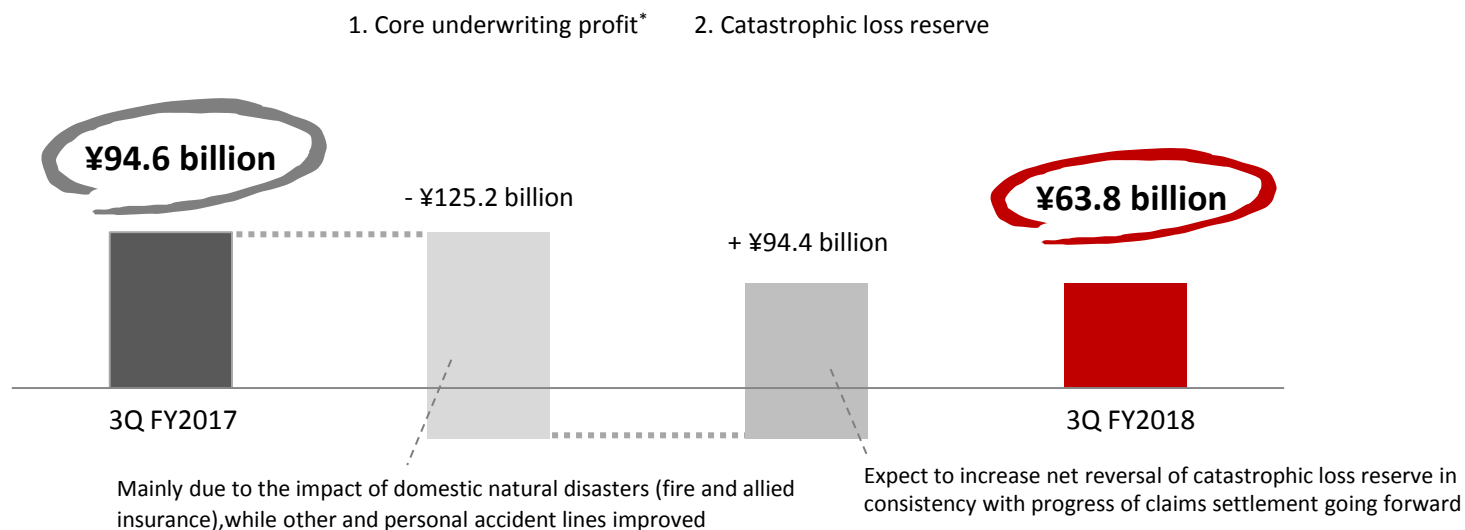 1. Core underwriting profit* 2. Catastrophic loss reserve
¥94.6 billion
- ¥125.2 billion
+ ¥94.4 billion
¥63.8 billion
3Q FY2017
3Q FY2018
Mainly due to the impact of domestic natural disasters (fire and allied
insurance),while other and personal accident lines improved
Expect to increase net reversal of catastrophic loss reserve in
consistency with progress of claims settlement going forward